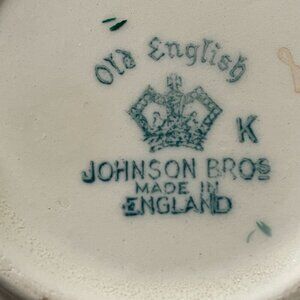 Old English
K
JOHNSON BROS
MADE IN
ENGLAND